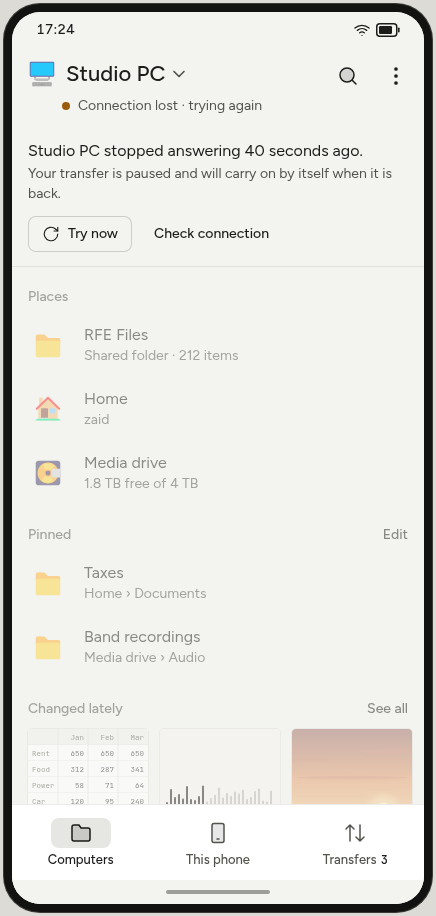 17:24
Studio PC
Connection lost · trying again
Studio PC stopped answering 40 seconds ago.
Your transfer is paused and will carry on by itself when it is
back.
Try now
Check connection
Places
RFE Files
Shared folder · 212 items
Home
zaid
Media drive
1.8 TB free of 4 TB
Pinned
Edit
Taxes
Home › Documents
Band recordings
Media drive › Audio
Changed lately
See all
Jan Feb Mar
Rent 650 650 650
Food 312 287 341
Power 58 71 64
Car 120 95 240
Computers
This phone
Transfers 3